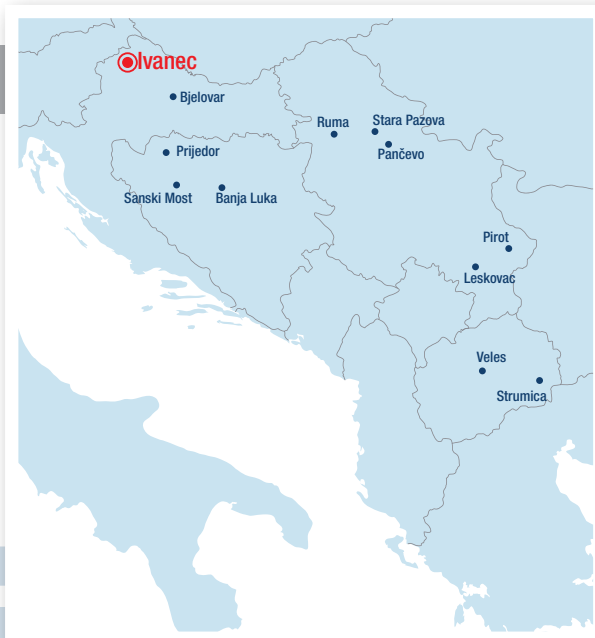 Ivanec
Bjelovar
Ruma
Stara Pazova
Pančevo
Prijedor
Sanski Most
Banja Luka
Pirot
Leskovac
Veles
Strumica